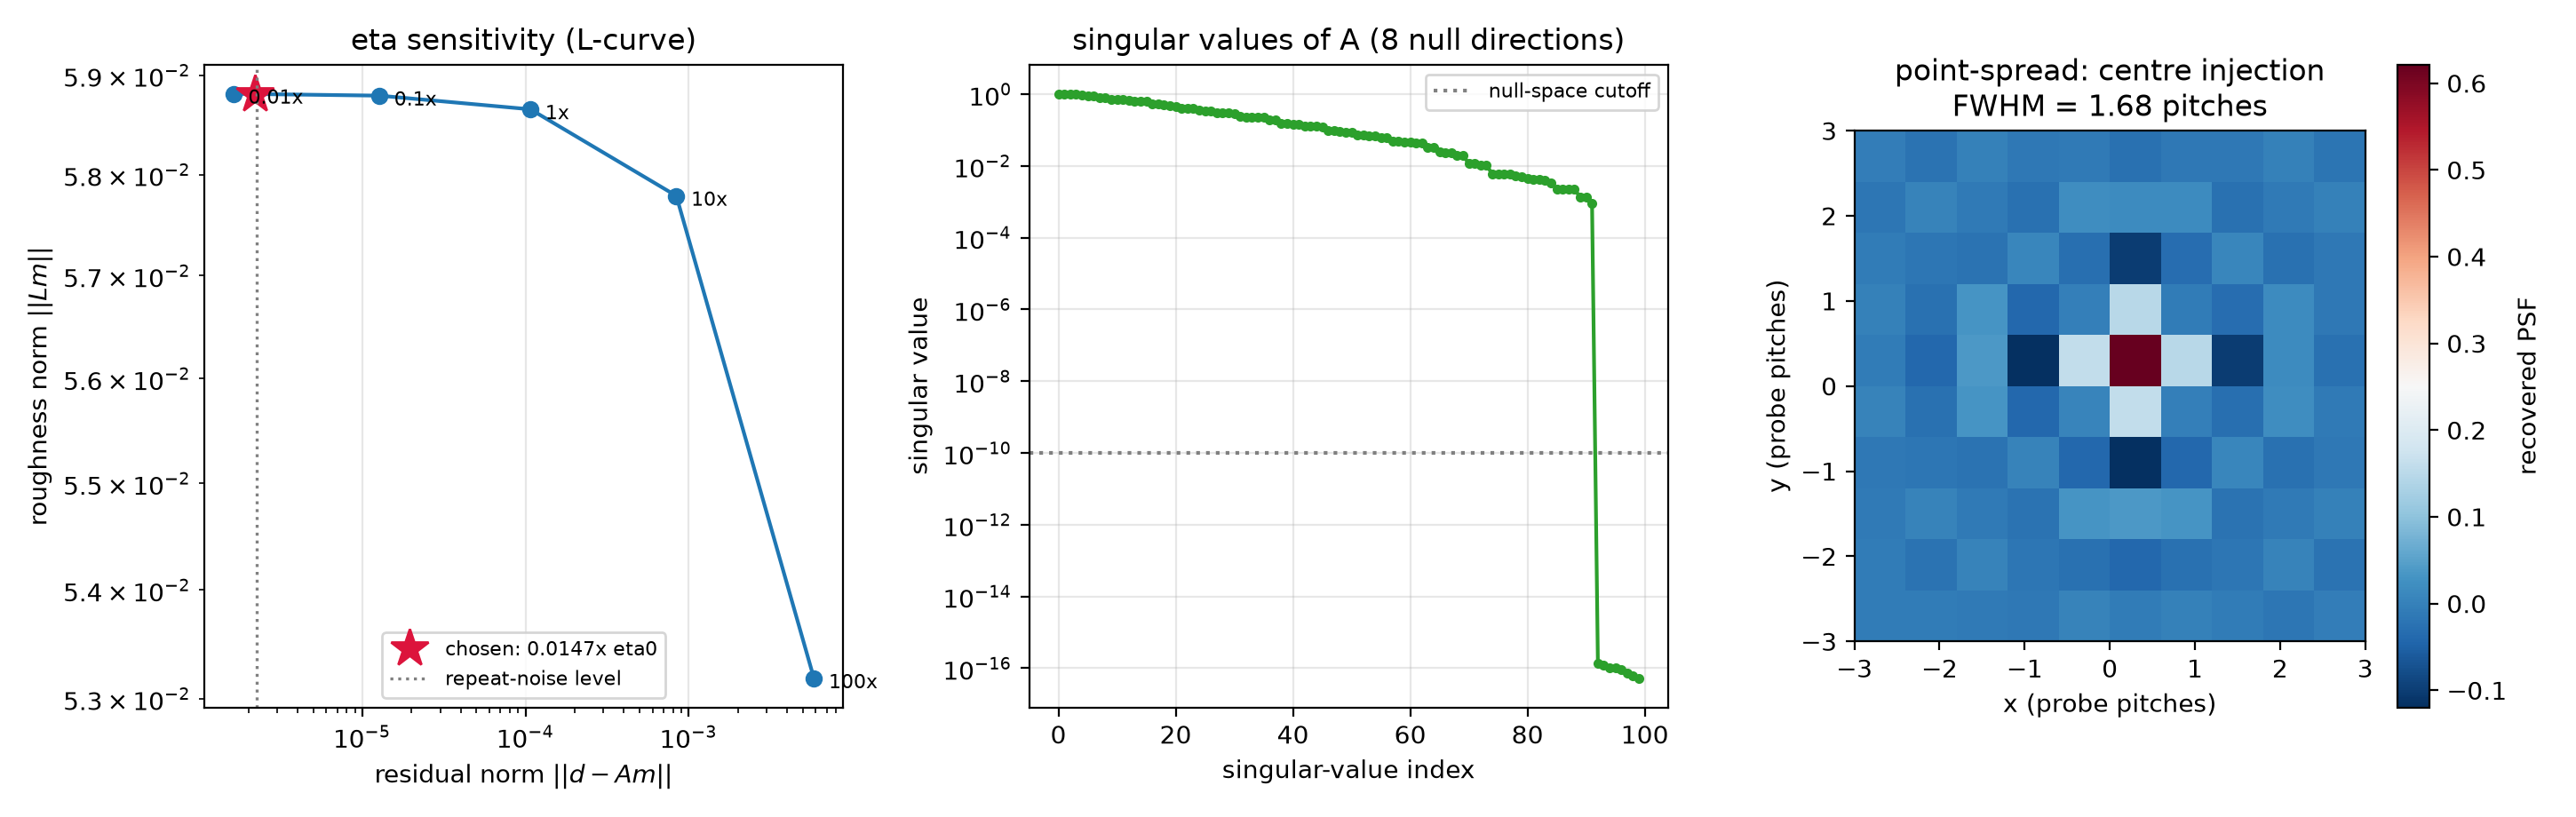 eta sensitivity (L-curve)
5.9 × 10⁻²
5.8 × 10⁻²
5.7 × 10⁻²
5.6 × 10⁻²
5.5 × 10⁻²
5.4 × 10⁻²
5.3 × 10⁻²
roughness norm ||Lm||
0.01x
0.1x
1x
10x
100x
chosen: 0.0147x eta0
repeat-noise level
10⁻⁵ 10⁻⁴ 10⁻³
residual norm ||d − Am||
singular values of A (8 null directions)
null-space cutoff
10⁰
10⁻²
10⁻⁴
10⁻⁶
10⁻⁸
10⁻¹⁰
10⁻¹²
10⁻¹⁴
10⁻¹⁶
singular value
0 20 40 60 80 100
singular-value index
point-spread: centre injection
FWHM = 1.68 pitches
3
2
1
0
−1
−2
−3
y (probe pitches)
−3 −2 −1 0 1 2 3
x (probe pitches)
0.6
0.5
0.4
0.3
0.2
0.1
0.0
−0.1
recovered PSF